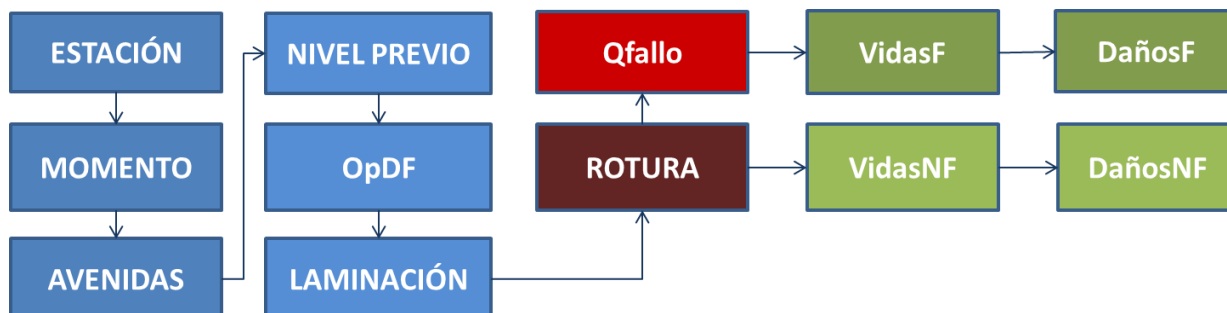 ESTACIÓN
MOMENTO
AVENIDAS
NIVEL PREVIO
OpDF
LAMINACIÓN
Qfallo
ROTURA
VidasF
DañosF
VidasNF
DañosNF